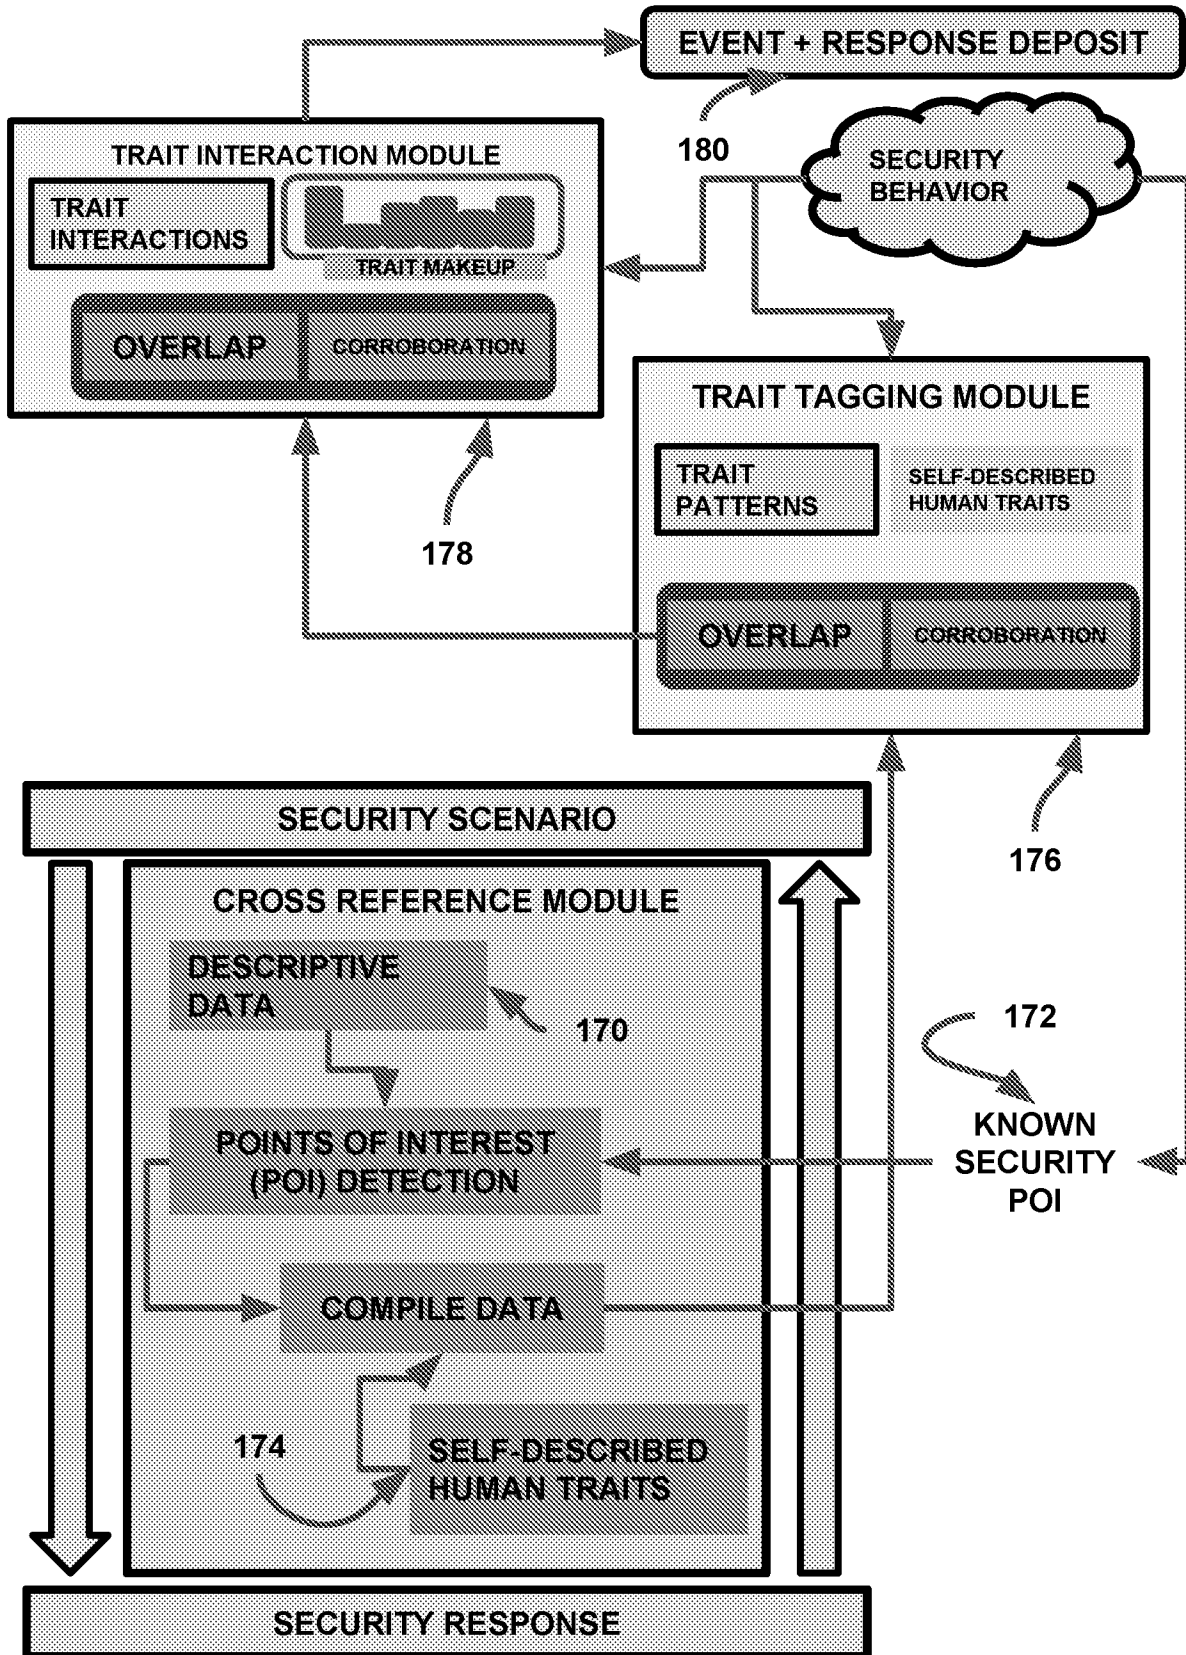 EVENT + RESPONSE DEPOSIT
180
SECURITY
BEHAVIOR
TRAIT INTERACTION MODULE
TRAIT
INTERACTIONS
TRAIT MAKEUP
OVERLAP
CORROBORATION
178
TRAIT TAGGING MODULE
TRAIT
PATTERNS
SELF-DESCRIBED
HUMAN TRAITS
OVERLAP
CORROBORATION
176
SECURITY SCENARIO
CROSS REFERENCE MODULE
DESCRIPTIVE
DATA
170
172
POINTS OF INTEREST
(POI) DETECTION
KNOWN
SECURITY
POI
COMPILE DATA
174
SELF-DESCRIBED
HUMAN TRAITS
SECURITY RESPONSE